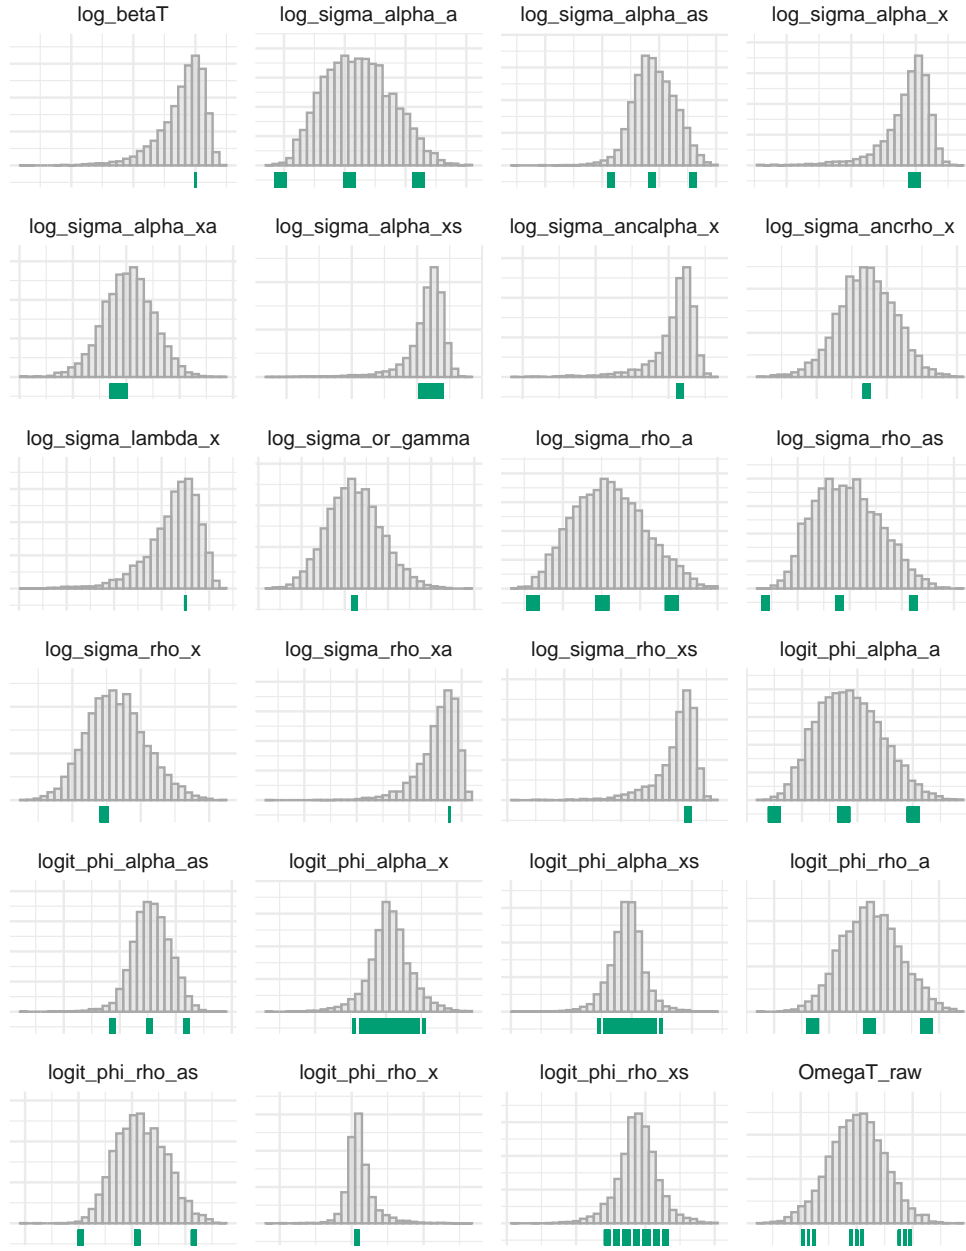 log_betaT log_sigma_alpha_a log_sigma_alpha_as log_sigma_alpha_x
log_sigma_alpha_xa log_sigma_alpha_xs log_sigma_ancalpha_x log_sigma_ancrho_x
log_sigma_lambda_x log_sigma_or_gamma log_sigma_rho_a log_sigma_rho_as
log_sigma_rho_x log_sigma_rho_xa log_sigma_rho_xs logit_phi_alpha_a
logit_phi_alpha_as logit_phi_alpha_x logit_phi_alpha_xs logit_phi_rho_a
logit_phi_rho_as logit_phi_rho_x logit_phi_rho_xs OmegaT_raw